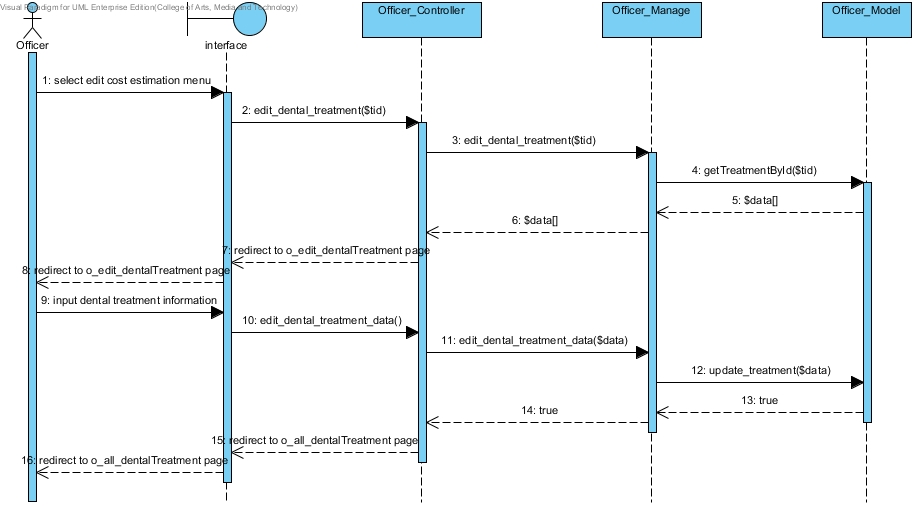 Visual Paradigm for UML Enterprise Edition(College of Arts, Media and Technology)
Officer
interface
Officer_Controller
Officer_Manage
Officer_Model
1: select edit cost estimation menu
2: edit_dental_treatment($tid)
3: edit_dental_treatment($tid)
4: getTreatmentById($tid)
5: $data[]
6: $data[]
7: redirect to o_edit_dentalTreatment page
8: redirect to o_edit_dentalTreatment page
9: input dental treatment information
10: edit_dental_treatment_data()
11: edit_dental_treatment_data($data)
12: update_treatment($data)
13: true
14: true
15: redirect to o_all_dentalTreatment page
16: redirect to o_all_dentalTreatment page